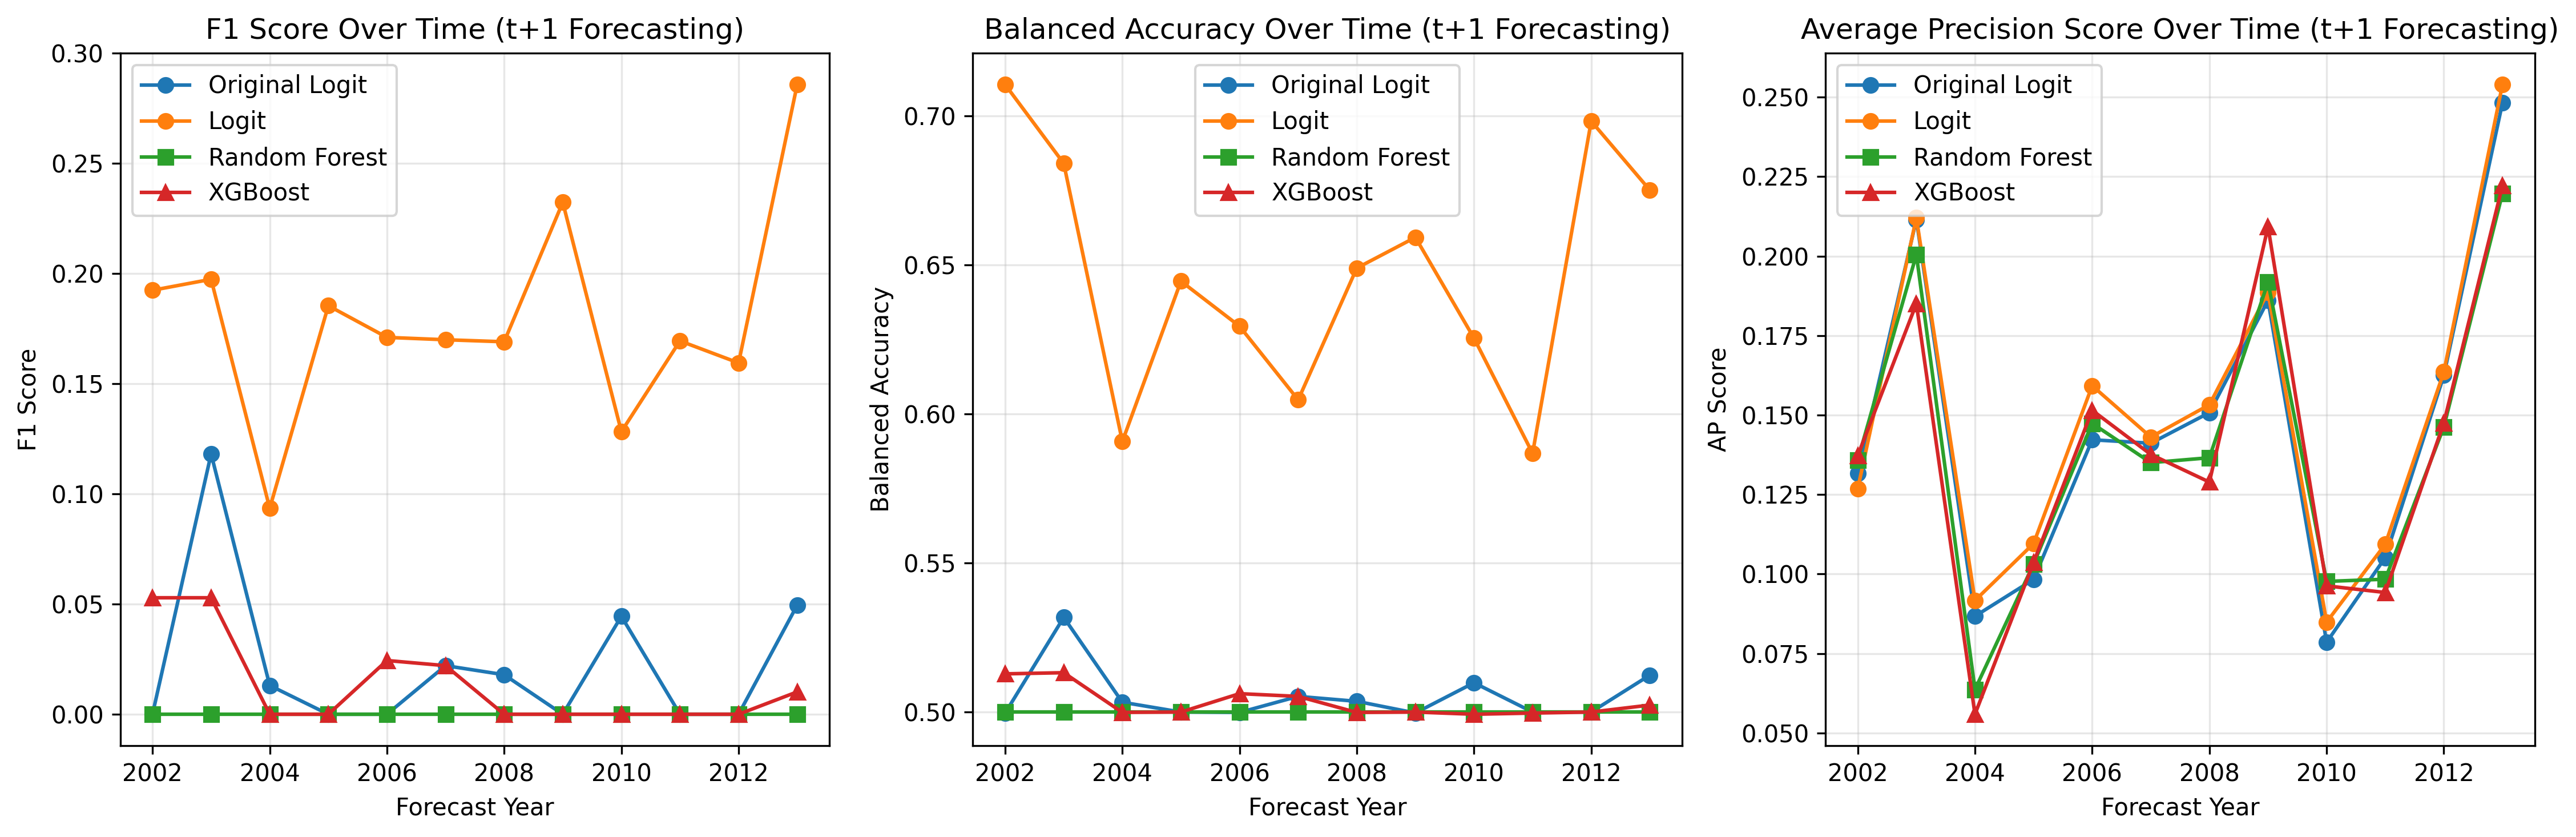 F1 Score Over Time (t+1 Forecasting)
F1 Score
0.30
0.25
0.20
0.15
0.10
0.05
0.00
Original Logit
Logit
Random Forest
XGBoost
2002 2004 2006 2008 2010 2012
Forecast Year
Balanced Accuracy Over Time (t+1 Forecasting)
Balanced Accuracy
0.70
0.65
0.60
0.55
0.50
Original Logit
Logit
Random Forest
XGBoost
2002 2004 2006 2008 2010 2012
Forecast Year
Average Precision Score Over Time (t+1 Forecasting)
AP Score
0.250
0.225
0.200
0.175
0.150
0.125
0.100
0.075
0.050
Original Logit
Logit
Random Forest
XGBoost
2002 2004 2006 2008 2010 2012
Forecast Year